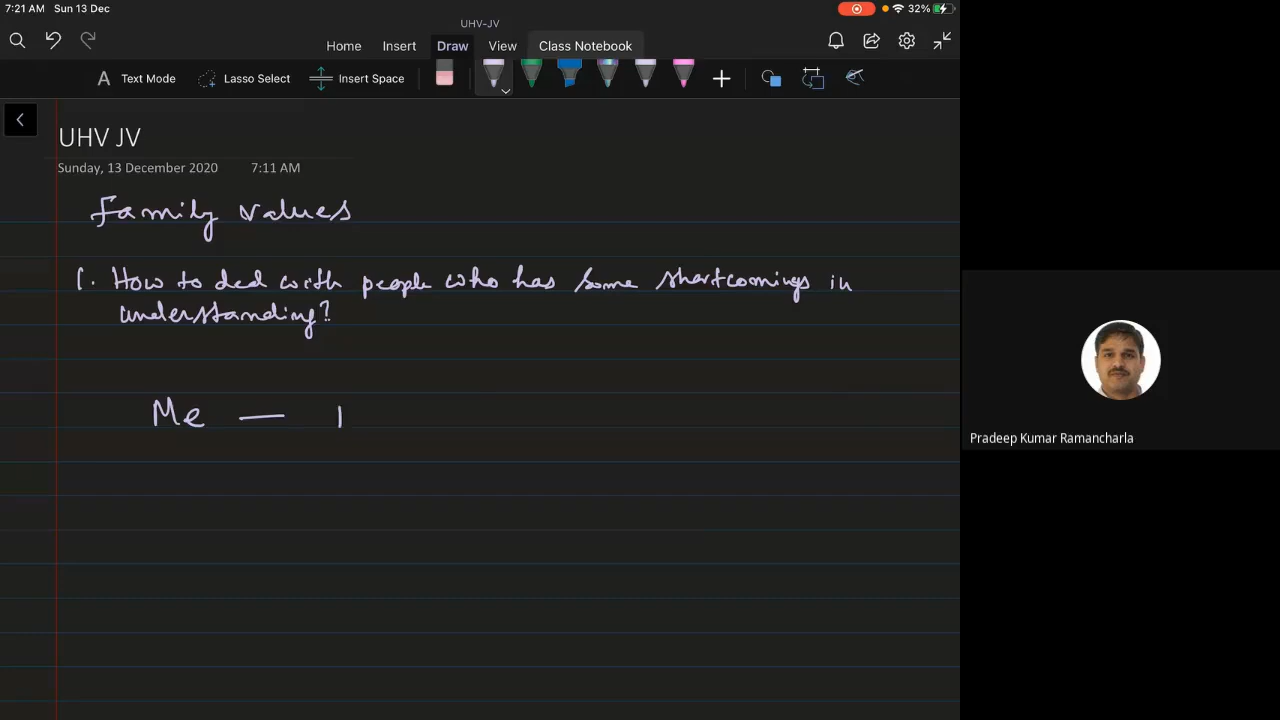 7:21 AM Sun 13 Dec
32%
UHV-JV
Home Insert Draw View Class Notebook
Text Mode Lasso Select Insert Space
UHV JV
Sunday, 13 December 2020 7:11 AM
Family values
1. How to deal with people who has some shortcomings in
understanding?
Me — I
Pradeep Kumar Ramancharla